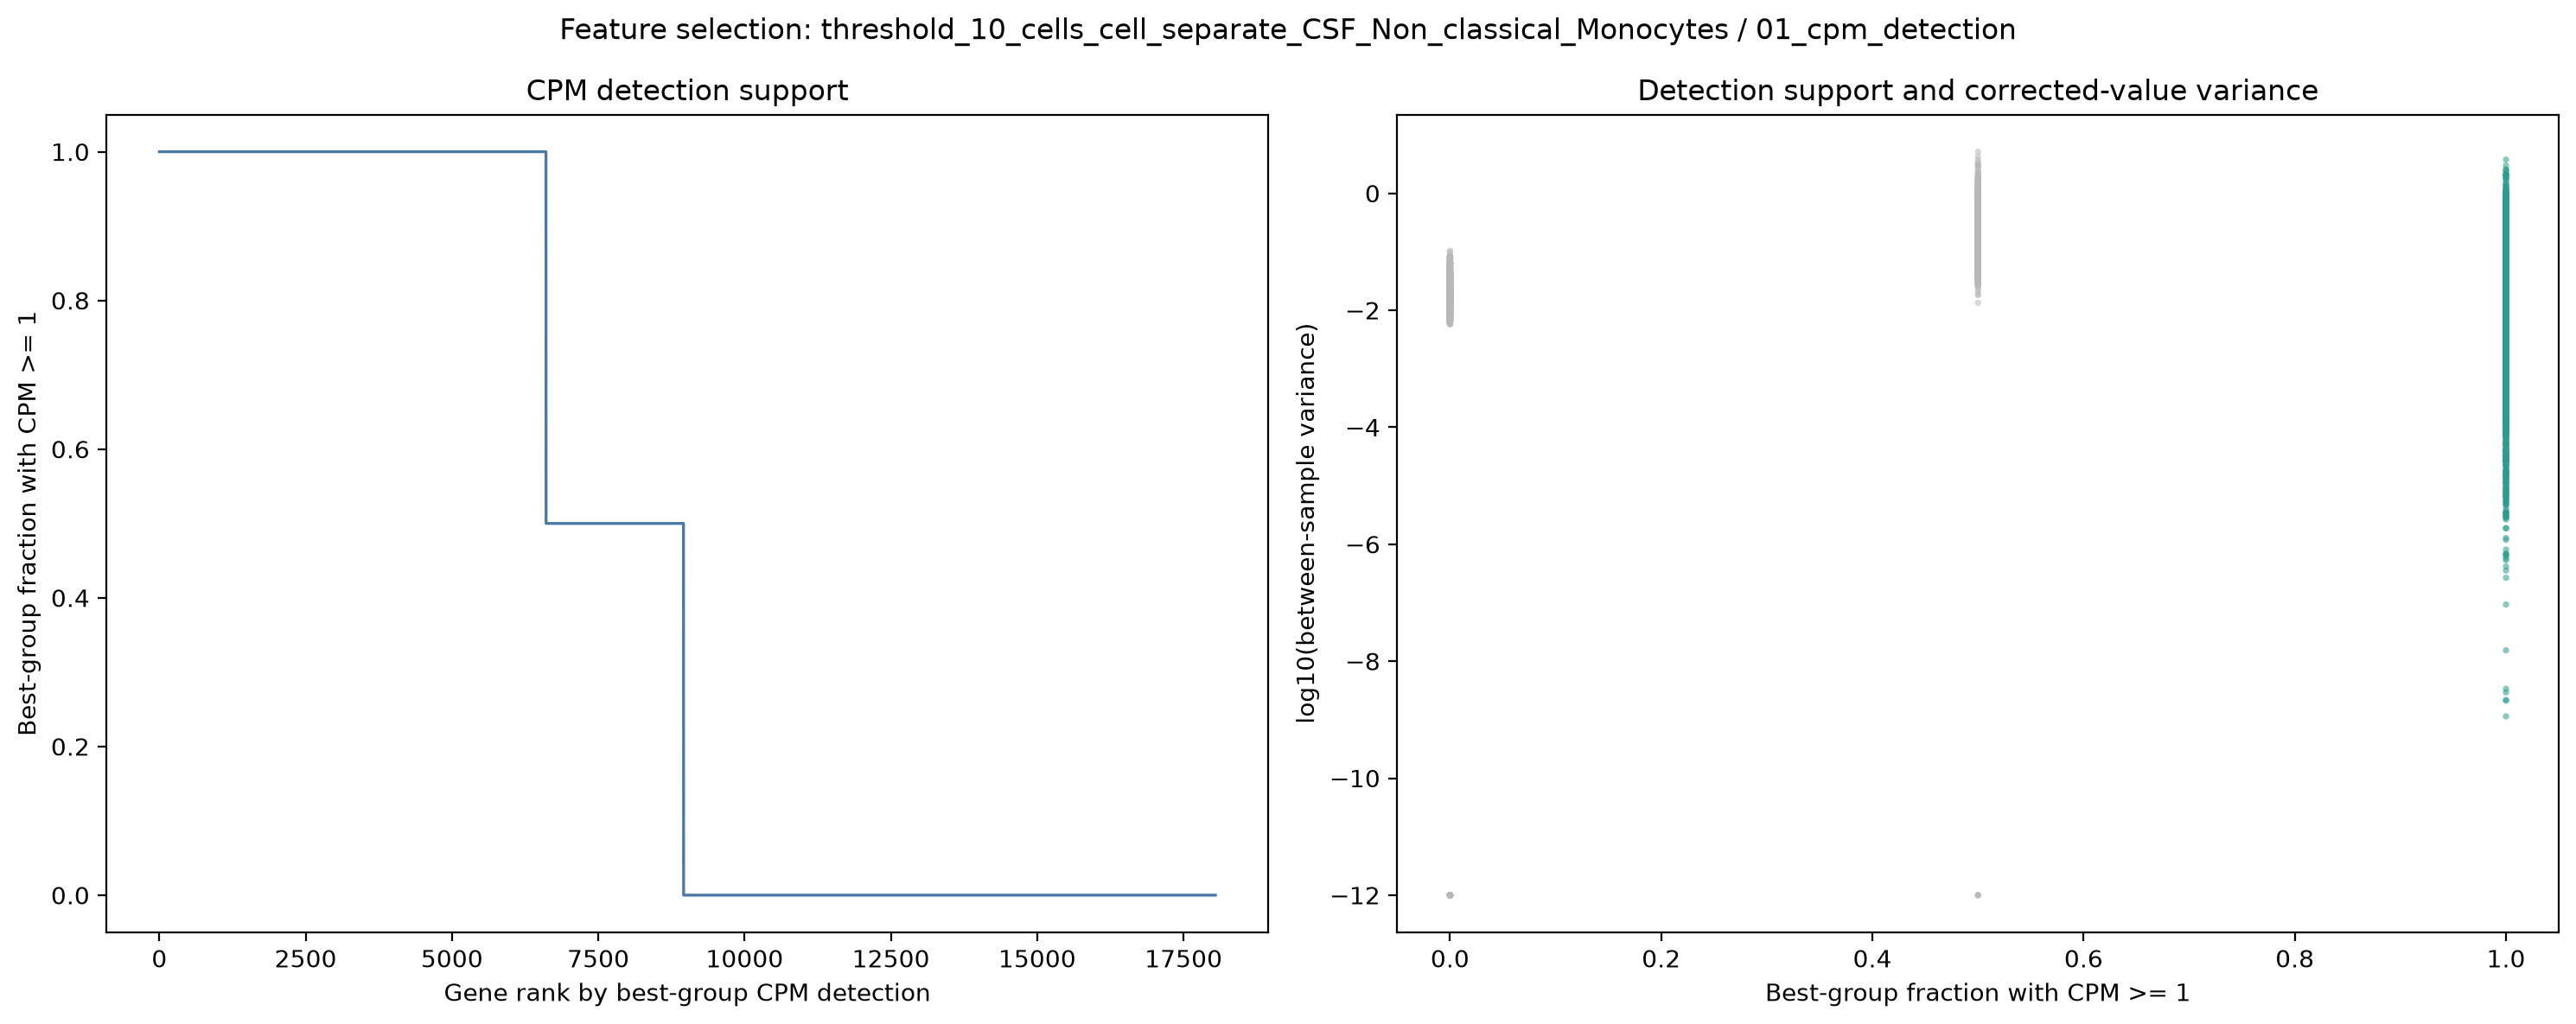 Feature selection: threshold_10_cells_cell_separate_CSF_Non_classical_Monocytes / 01_cpm_detection
CPM detection support
Best-group fraction with CPM >= 1
1.0
0.8
0.6
0.4
0.2
0.0
0 2500 5000 7500 10000 12500 15000 17500
Gene rank by best-group CPM detection
Detection support and corrected-value variance
log10(between-sample variance)
0
−2
−4
−6
−8
−10
−12
0.0 0.2 0.4 0.6 0.8 1.0
Best-group fraction with CPM >= 1